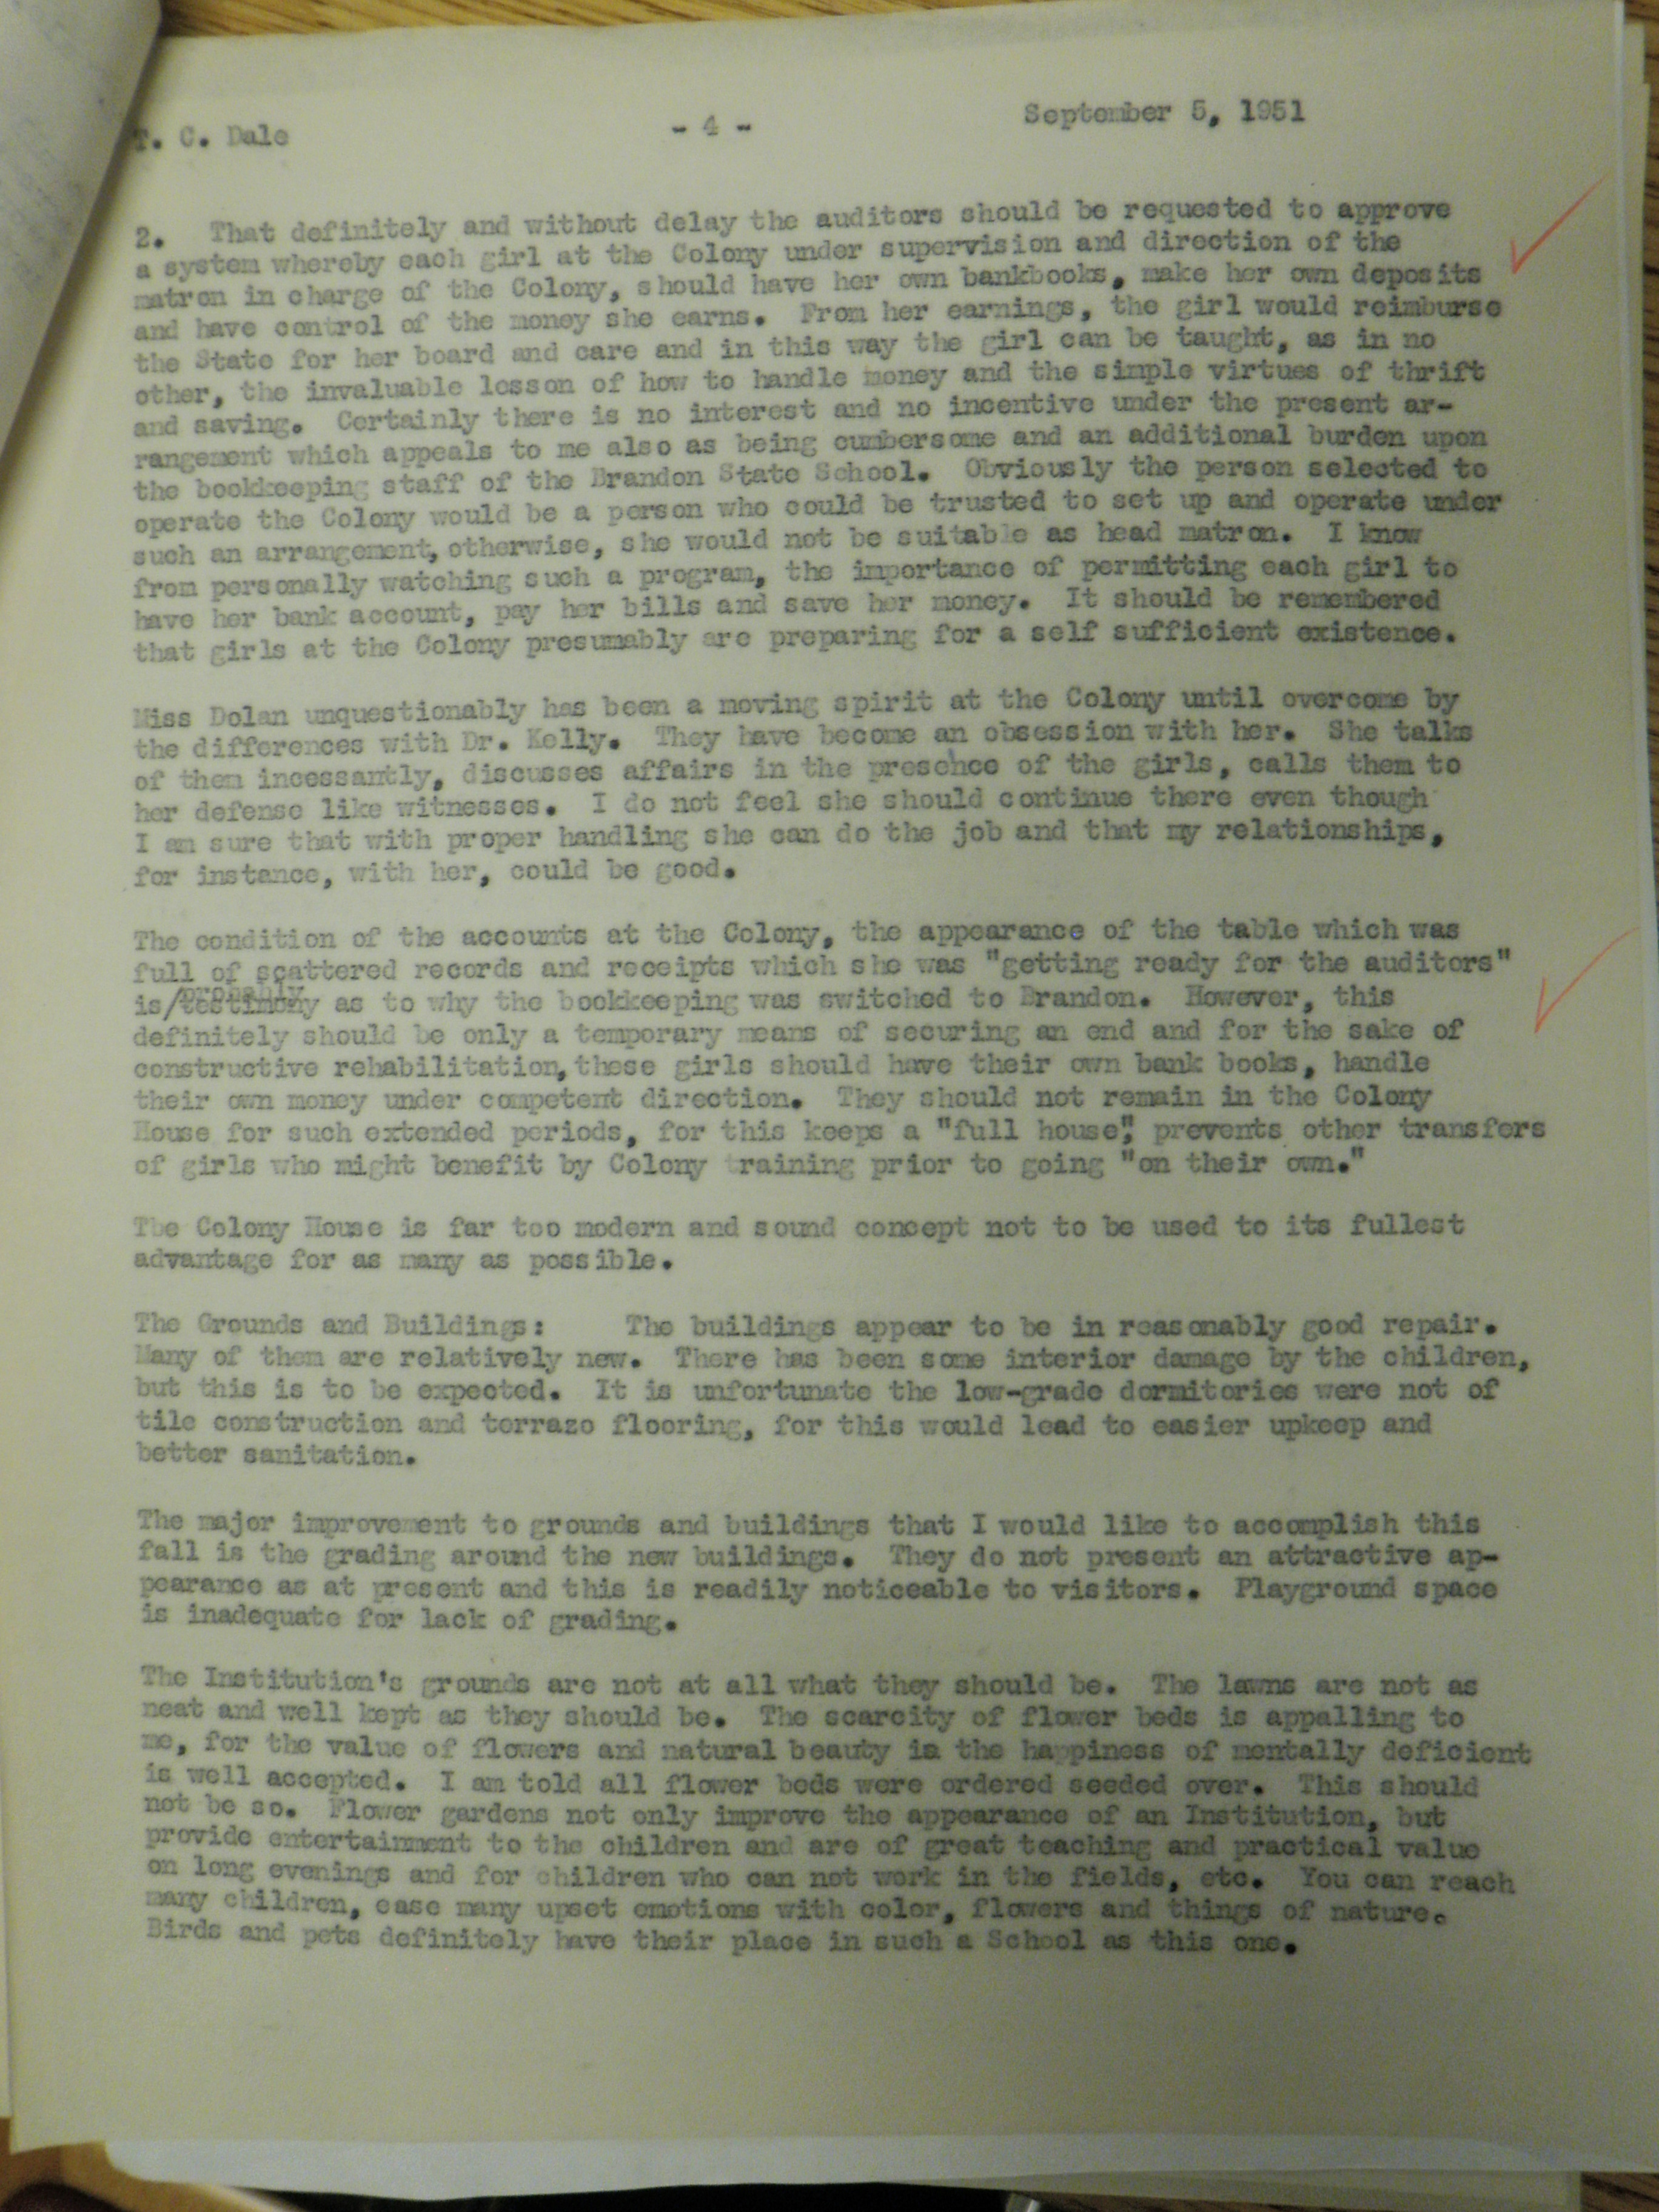 T. C. Dale - 4 - September 5, 1951
2. That definitely and without delay the auditors should be requested to approve
a system whereby each girl at the Colony under supervision and direction of the
matron in charge of the Colony, should have her own bankbooks, make her own deposits
and have control of the money she earns. From her earnings, the girl would reimburse
the State for her board and care and in this way the girl can be taught, as in no
other, the invaluable lesson of how to handle money and the simple virtues of thrift
and saving. Certainly there is no interest and no incentive under the present ar-
rangement which appeals to me also as being cumbersome and an additional burden upon
the bookkeeping staff of the Brandon State School. Obviously the person selected to
operate the Colony would be a person who could be trusted to set up and operate under
such an arrangement, otherwise, she would not be suitable as head matron. I know
from personally watching such a program, the importance of permitting each girl to
have her bank account, pay her bills and save her money. It should be remembered
that girls at the Colony presumably are preparing for a self sufficient existence.
Miss Dolan unquestionably has been a moving spirit at the Colony until overcome by
the differences with Dr. Kelly. They have become an obsession with her. She talks
of them incessantly, discusses affairs in the presence of the girls, calls them to
her defense like witnesses. I do not feel she should continue there even though
I am sure that with proper handling she can do the job and that my relationships,
for instance, with her, could be good.
The condition of the accounts at the Colony, the appearance of the table which was
full of scattered records and receipts which she was "getting ready for the auditors"
probably
is/testimony as to why the bookkeeping was switched to Brandon. However, this
definitely should be only a temporary means of securing an end and for the sake of
constructive rehabilitation, these girls should have their own bank books, handle
their own money under competent direction. They should not remain in the Colony
House for such extended periods, for this keeps a "full house", prevents other transfers
of girls who might benefit by Colony training prior to going "on their own."
The Colony House is far too modern and sound concept not to be used to its fullest
advantage for as many as possible.
The Grounds and Buildings: The buildings appear to be in reasonably good repair.
Many of them are relatively new. There has been some interior damage by the children,
but this is to be expected. It is unfortunate the low-grade dormitories were not of
tile construction and terrazo flooring, for this would lead to easier upkeep and
better sanitation.
The major improvement to grounds and buildings that I would like to accomplish this
fall is the grading around the new buildings. They do not present an attractive ap-
pearance as at present and this is readily noticeable to visitors. Playground space
is inadequate for lack of grading.
The Institution's grounds are not at all what they should be. The lawns are not as
neat and well kept as they should be. The scarcity of flower beds is appalling to
me, for the value of flowers and natural beauty in the happiness of mentally deficient
is well accepted. I am told all flower beds were ordered seeded over. This should
not be so. Flower gardens not only improve the appearance of an Institution, but
provide entertainment to the children and are of great teaching and practical value
on long evenings and for children who can not work in the fields, etc. You can reach
many children, ease many upset emotions with color, flowers and things of nature.
Birds and pets definitely have their place in such a School as this one.